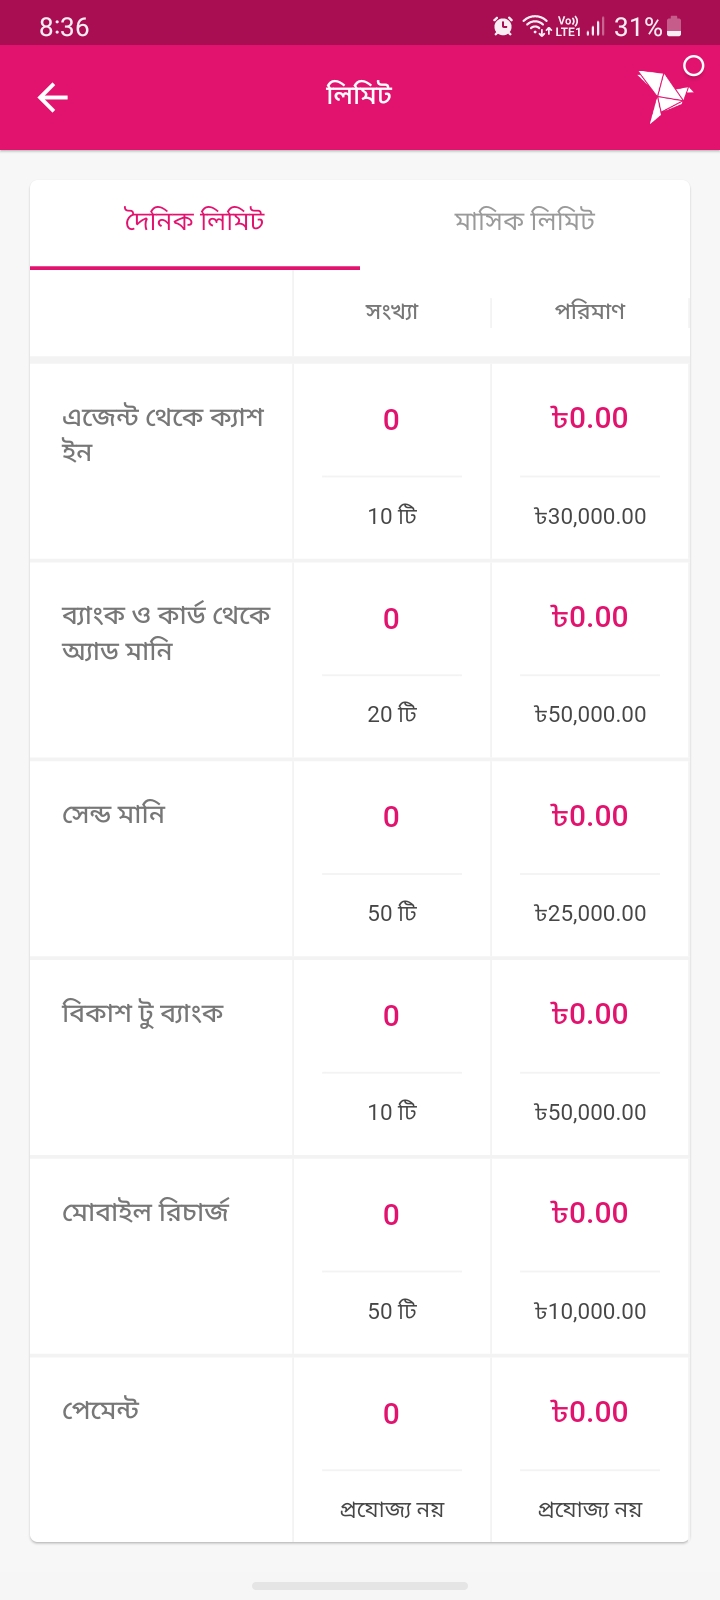 8:36
Vo)) LTE1 31%
লিমিট
দৈনিক লিমিট মাসিক লিমিট
সংখ্যা পরিমাণ
এজেন্ট থেকে ক্যাশ ইন
0 ৳0.00
10 টি ৳30,000.00
ব্যাংক ও কার্ড থেকে অ্যাড মানি
0 ৳0.00
20 টি ৳50,000.00
সেন্ড মানি 0 ৳0.00
50 টি ৳25,000.00
বিকাশ টু ব্যাংক 0 ৳0.00
10 টি ৳50,000.00
মোবাইল রিচার্জ 0 ৳0.00
50 টি ৳10,000.00
পেমেন্ট 0 ৳0.00
প্রযোজ্য নয় প্রযোজ্য নয়